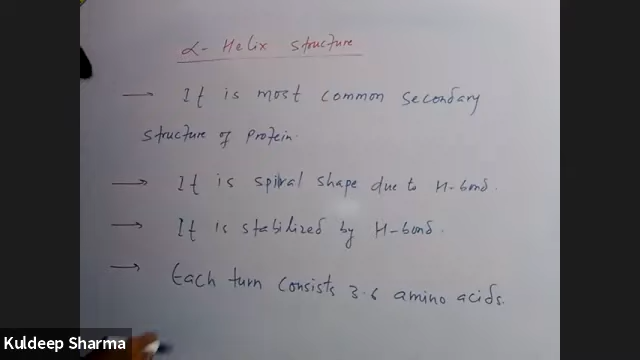 α- Helix Structure
→ It is most common Secondary
structure of protein.
→ It is spiral shape due to H-bond.
→ It is stabilized by H-bond.
→ Each turn consists 3.6 amino acids.
Kuldeep Sharma